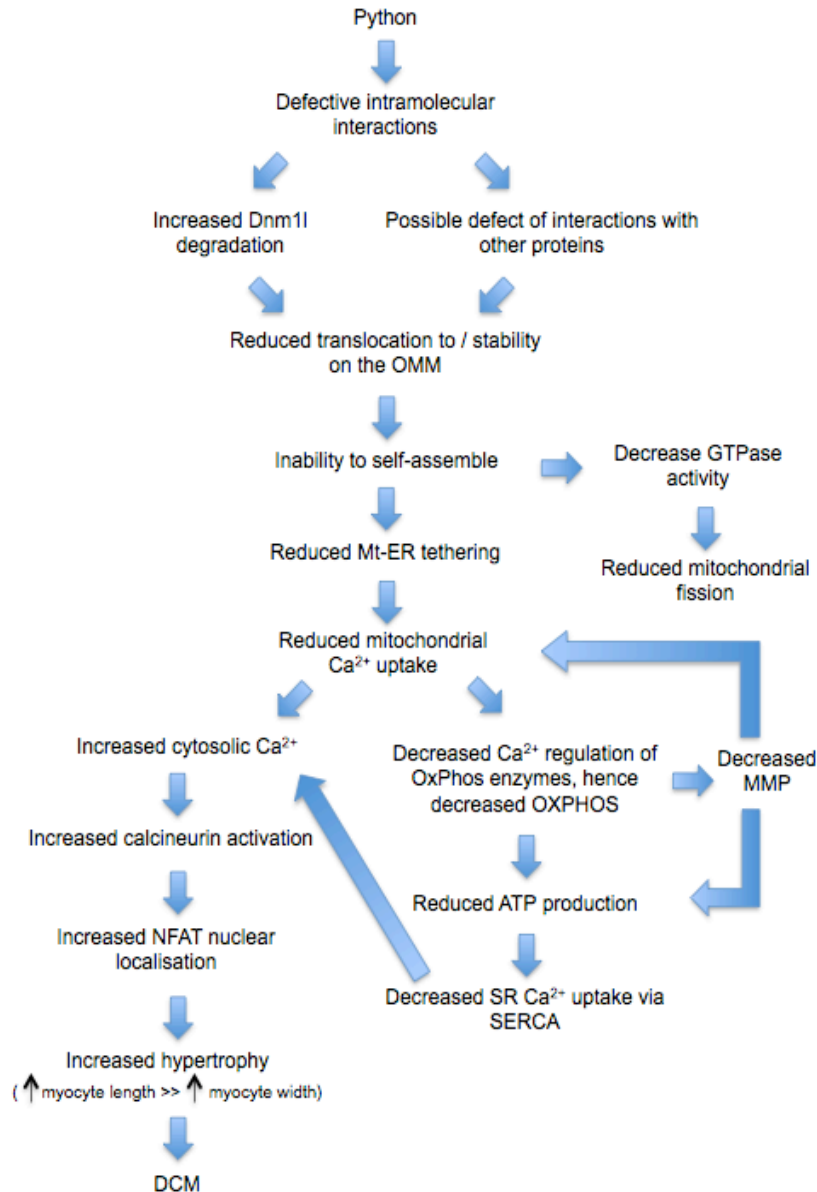 Python
Defective intramolecular
interactions
Increased Dnm1l
degradation
Possible defect of interactions with
other proteins
Reduced translocation to / stability
on the OMM
Inability to self-assemble
Decrease GTPase
activity
Reduced Mt-ER tethering
Reduced mitochondrial
fission
Reduced mitochondrial
Ca²⁺ uptake
Increased cytosolic Ca²⁺
Decreased Ca²⁺ regulation of
OxPhos enzymes, hence
decreased OXPHOS
Decreased
MMP
Increased calcineurin activation
Reduced ATP production
Increased NFAT nuclear
localisation
Decreased SR Ca²⁺ uptake via
SERCA
Increased hypertrophy
( ↑ myocyte length >> ↑ myocyte width)
DCM